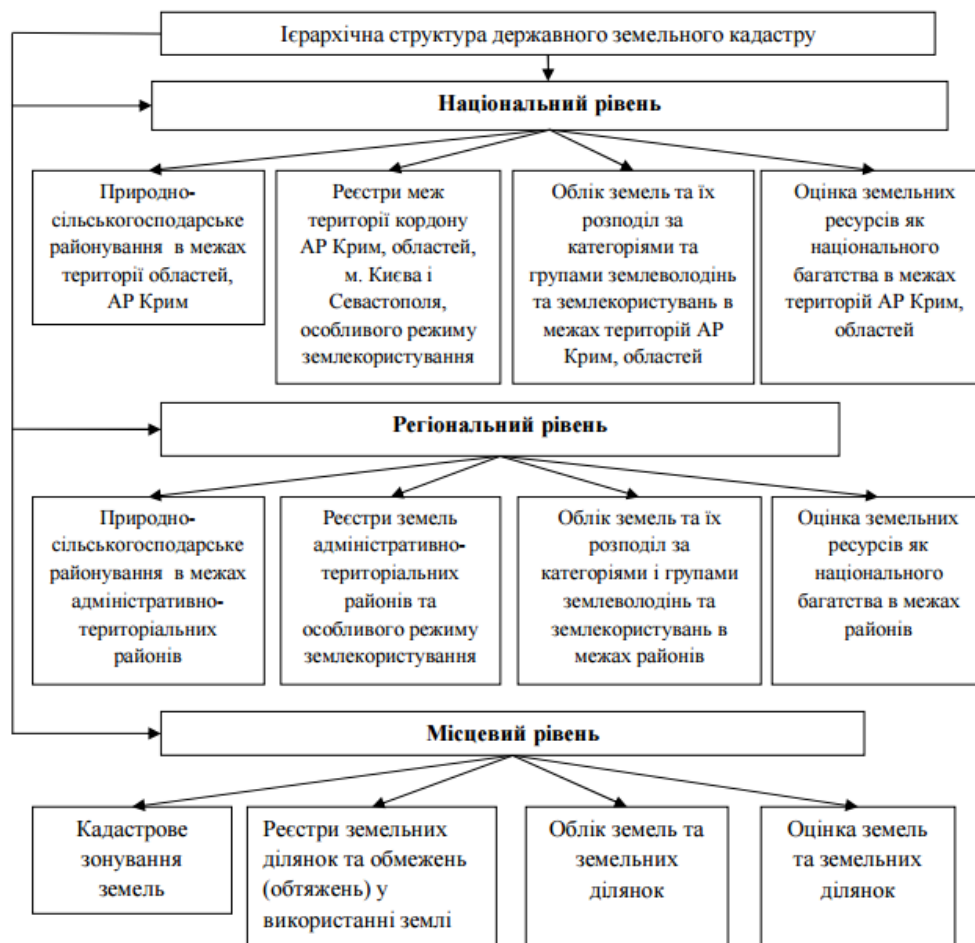 Ієрархічна структура державного земельного кадастру
Національний рівень
Природно-
сільськогосподарське
районування в межах
території областей,
АР Крим
Реєстри меж
території кордону
АР Крим, областей,
м. Києва і
Севастополя,
особливого режиму
землекористування
Облік земель та їх
розподіл за
категоріями та
групами землеволодінь
та землекористувань в
межах територій АР
Крим, областей
Оцінка земельних
ресурсів як
національного
багатства в межах
територій АР Крим,
областей
Регіональний рівень
Природно-
сільськогосподарське
районування в межах
адміністративно-
територіальних
районів
Реєстри земель
адміністративно-
територіальних
районів та
особливого режиму
землекористування
Облік земель та їх
розподіл за
категоріями і групами
землеволодінь та
землекористувань в
межах районів
Оцінка земельних
ресурсів як
національного
багатства в межах
районів
Місцевий рівень
Кадастрове
зонування
земель
Реєстри земельних
ділянок та обмежень
(обтяжень) у
використанні землі
Облік земель та
земельних
ділянок
Оцінка земель
та земельних
ділянок